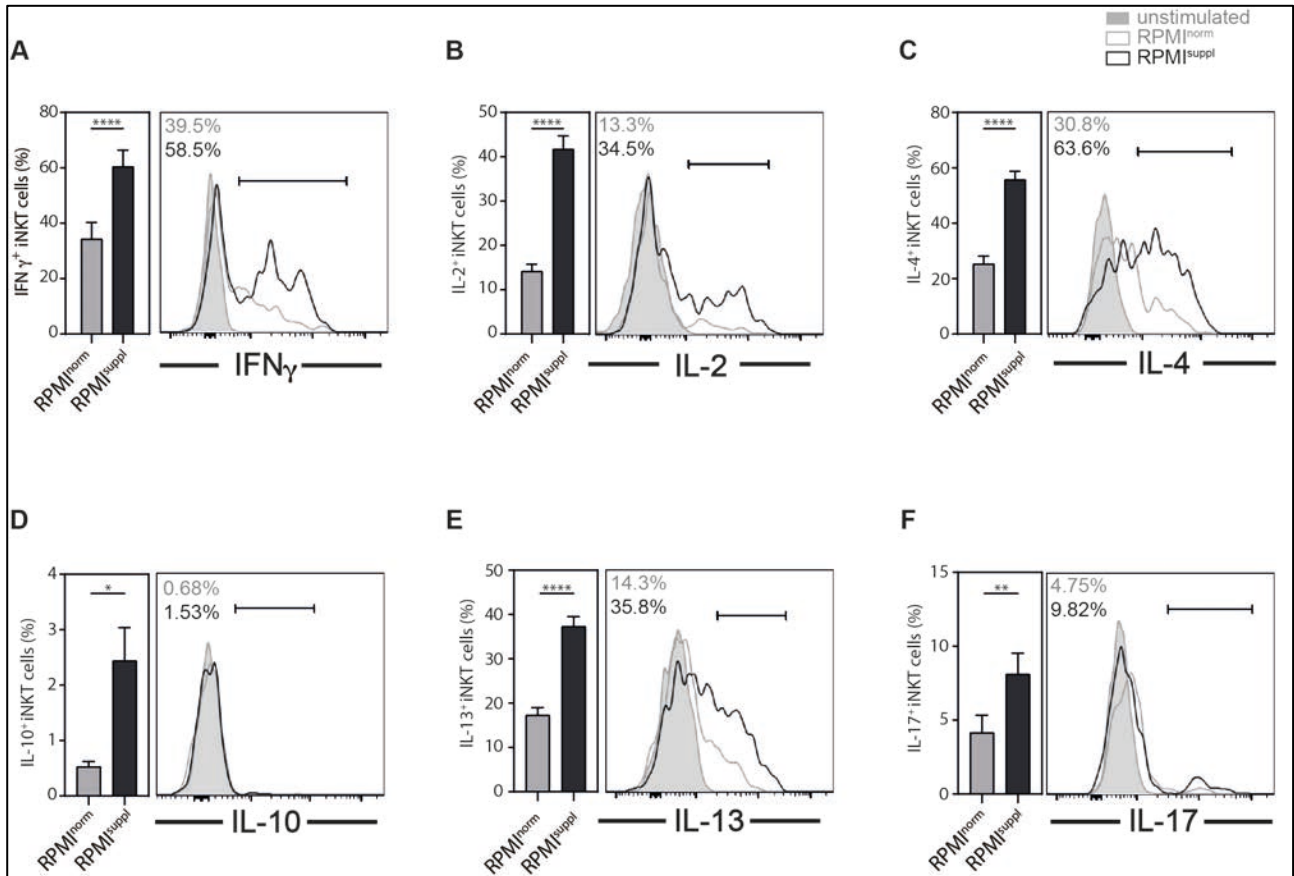 unstimulated
RPMI^norm
RPMI^suppl
A
80
60
40
20
0
IFNγ⁺ iNKT cells (%)
****
RPMI^norm
RPMI^suppl
39.5%
58.5%
IFNγ
B
50
40
30
20
10
0
IL-2⁺ iNKT cells (%)
****
RPMI^norm
RPMI^suppl
13.3%
34.5%
IL-2
C
80
60
40
20
0
IL-4⁺ iNKT cells (%)
****
RPMI^norm
RPMI^suppl
30.8%
63.6%
IL-4
D
4
3
2
1
0
IL-10⁺ iNKT cells (%)
*
RPMI^norm
RPMI^suppl
0.68%
1.53%
IL-10
E
50
40
30
20
10
0
IL-13⁺ iNKT cells (%)
****
RPMI^norm
RPMI^suppl
14.3%
35.8%
IL-13
F
15
10
5
0
IL-17⁺ iNKT cells (%)
**
RPMI^norm
RPMI^suppl
4.75%
9.82%
IL-17